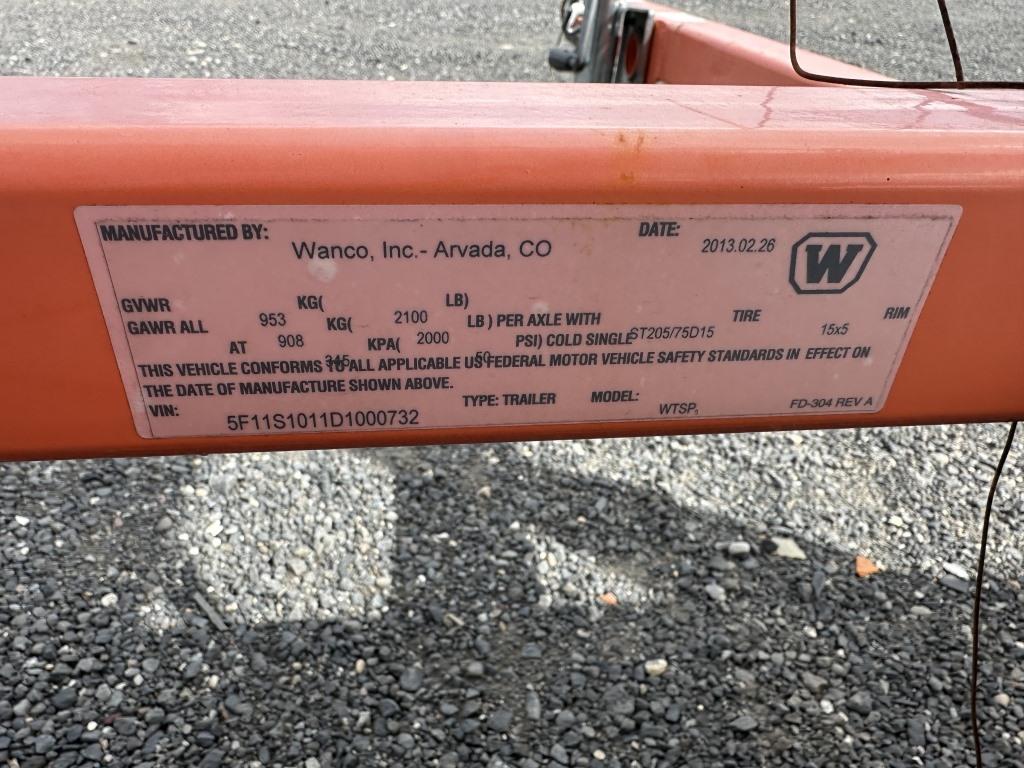 MANUFACTURED BY: Wanco, Inc.- Arvada, CO DATE: 2013.02.26 W
GVWR 953 KG( 2100 LB)
GAWR ALL 908 KG( 2000 LB) PER AXLE WITH ST205/75D15 TIRE 15x5 RIM
AT 345 KPA( 50 PSI) COLD SINGLE
THIS VEHICLE CONFORMS TO ALL APPLICABLE US FEDERAL MOTOR VEHICLE SAFETY STANDARDS IN EFFECT ON
THE DATE OF MANUFACTURE SHOWN ABOVE.
VIN: 5F11S1011D1000732 TYPE: TRAILER MODEL: WTSP FD-304 REV A